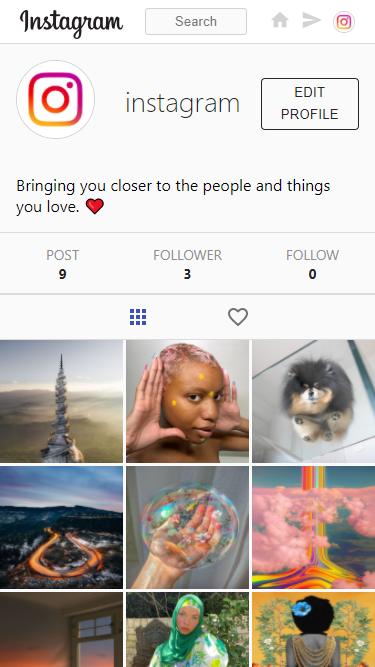 Instagram
Search
instagram
EDIT
PROFILE
Bringing you closer to the people and things
you love. ❤️
POST
FOLLOWER
FOLLOW
9
3
0